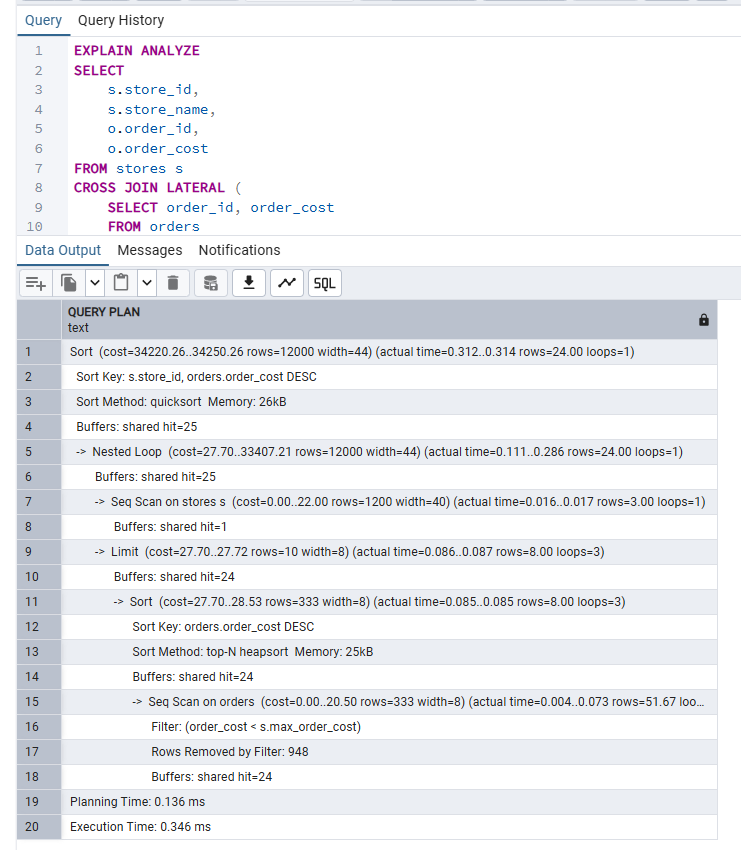 Query Query History
1 EXPLAIN ANALYZE
2 SELECT
3 s.store_id,
4 s.store_name,
5 o.order_id,
6 o.order_cost
7 FROM stores s
8 CROSS JOIN LATERAL (
9 SELECT order_id, order_cost
10 FROM orders
Data Output Messages Notifications
SQL
QUERY PLAN
text
1 Sort (cost=34220.26..34250.26 rows=12000 width=44) (actual time=0.312..0.314 rows=24.00 loops=1)
2 Sort Key: s.store_id, orders.order_cost DESC
3 Sort Method: quicksort Memory: 26kB
4 Buffers: shared hit=25
5 -> Nested Loop (cost=27.70..33407.21 rows=12000 width=44) (actual time=0.111..0.286 rows=24.00 loops=1)
6 Buffers: shared hit=25
7 -> Seq Scan on stores s (cost=0.00..22.00 rows=1200 width=40) (actual time=0.016..0.017 rows=3.00 loops=1)
8 Buffers: shared hit=1
9 -> Limit (cost=27.70..27.72 rows=10 width=8) (actual time=0.086..0.087 rows=8.00 loops=3)
10 Buffers: shared hit=24
11 -> Sort (cost=27.70..28.53 rows=333 width=8) (actual time=0.085..0.085 rows=8.00 loops=3)
12 Sort Key: orders.order_cost DESC
13 Sort Method: top-N heapsort Memory: 25kB
14 Buffers: shared hit=24
15 -> Seq Scan on orders (cost=0.00..20.50 rows=333 width=8) (actual time=0.004..0.073 rows=51.67 loo...
16 Filter: (order_cost < s.max_order_cost)
17 Rows Removed by Filter: 948
18 Buffers: shared hit=24
19 Planning Time: 0.136 ms
20 Execution Time: 0.346 ms